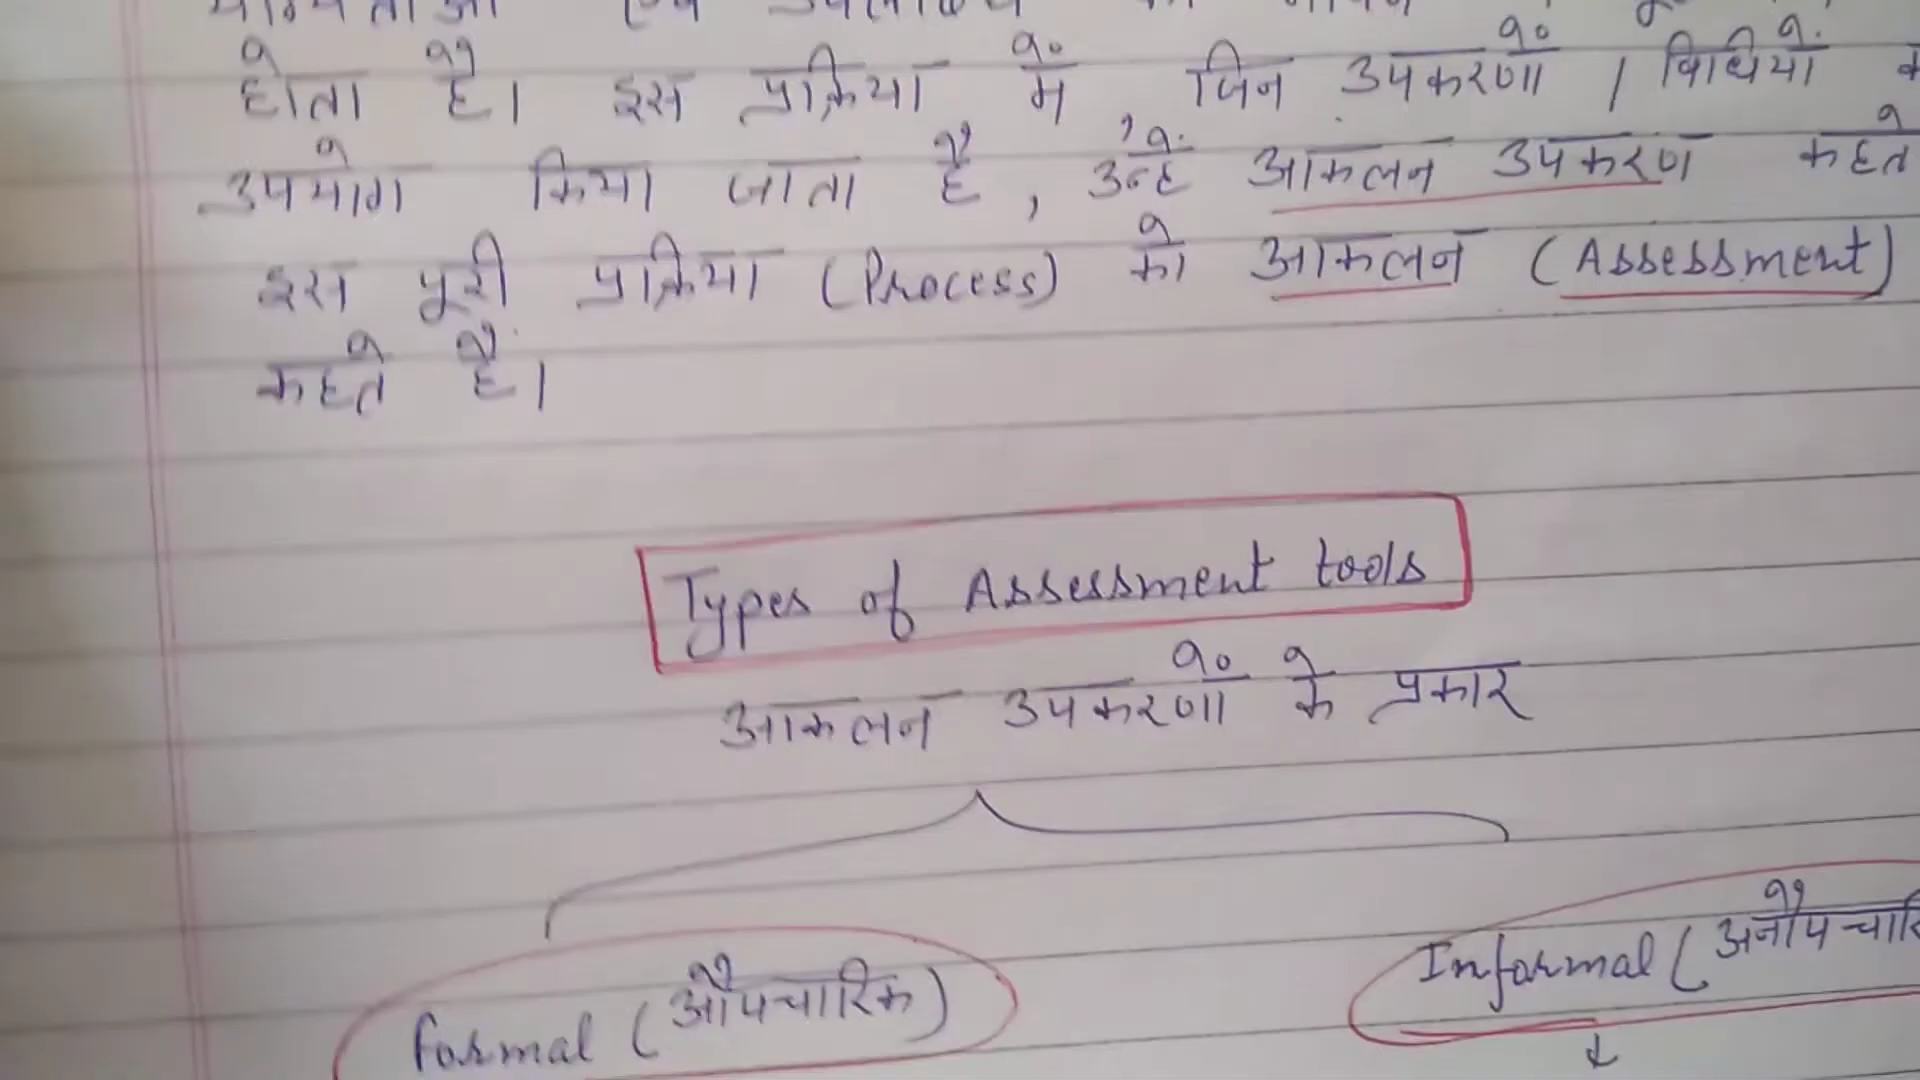 होता है। इस प्रक्रिया में जिन उपकरणों / विधियों
उपयोग किया जाता है, उन्हें आकलन उपकरण कहते
इस पूरी प्रक्रिया (Process) को आकलन (Assessment)
कहते हैं।
Types of Assessment tools
आकलन उपकरणों के प्रकार
formal (औपचारिक)
Informal (अनौपचारि